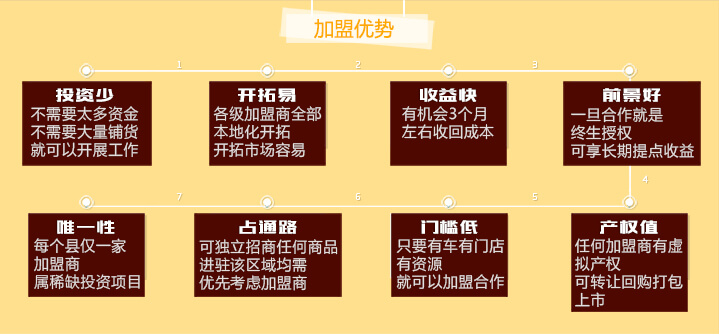 加盟优势
1
2
3
投资少
不需要太多资金
不需要大量铺货
就可以开展工作
开拓易
各级加盟商全部
本地化开拓
开拓市场容易
收益快
有机会3个月
左右收回成本
前景好
一旦合作就是
终生授权
可享长期提点收益
4
7
6
5
唯一性
每个县仅一家
加盟商
属稀缺投资项目
占通路
可独立招商任何商品
进驻该区域均需
优先考虑加盟商
门槛低
只要有车有门店
有资源
就可以加盟合作
产权值
任何加盟商有虚
拟产权
可转让回购打包
上市